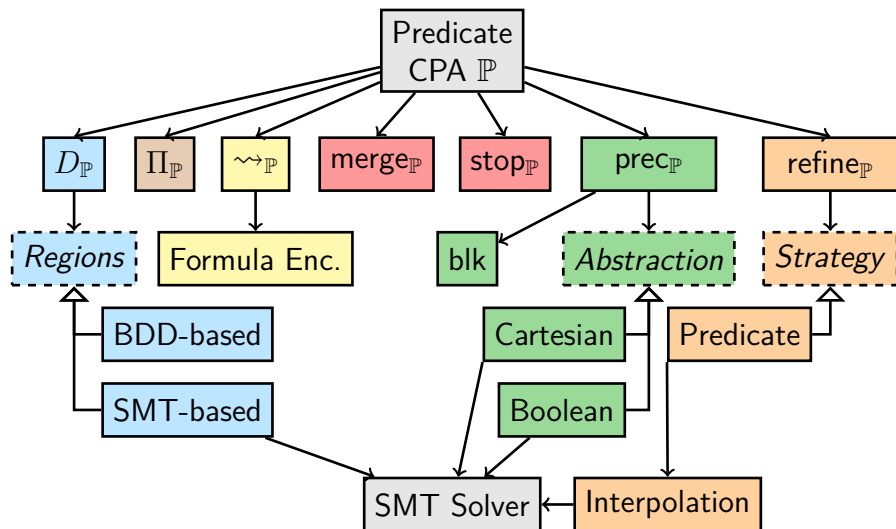 Predicate
CPA ℙ
D_ℙ
Π_ℙ
⇝_ℙ
merge_ℙ
stop_ℙ
prec_ℙ
refine_ℙ
Regions
Formula Enc.
blk
Abstraction
Strategy
BDD-based
Cartesian
Predicate
SMT-based
Boolean
SMT Solver
Interpolation